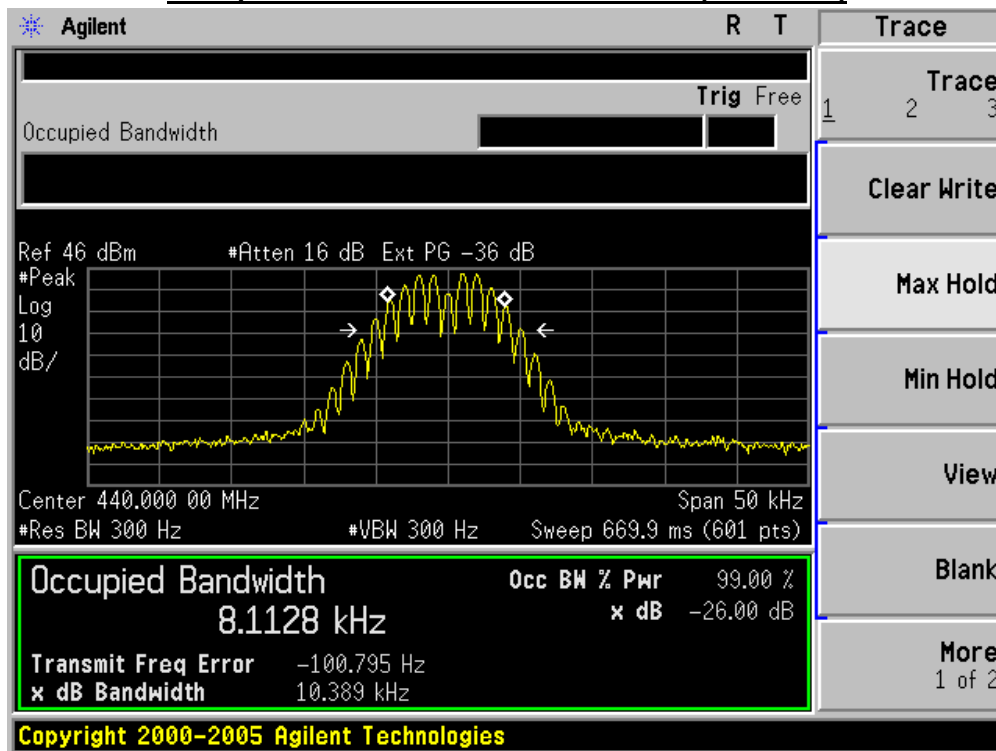 Agilent
R T
Trace
Trig Free
Occupied Bandwidth
Trace
1 2 3
Clear Write
Max Hold
Min Hold
View
Blank
More
1 of 2
Ref 46 dBm #Atten 16 dB Ext PG -36 dB
#Peak
Log
10
dB/
Center 440.000 00 MHz Span 50 kHz
#Res BW 300 Hz #VBW 300 Hz Sweep 669.9 ms (601 pts)
Occupied Bandwidth
8.1128 kHz
Occ BW % Pwr 99.00 %
x dB -26.00 dB
Transmit Freq Error -100.795 Hz
x dB Bandwidth 10.389 kHz
Copyright 2000-2005 Agilent Technologies